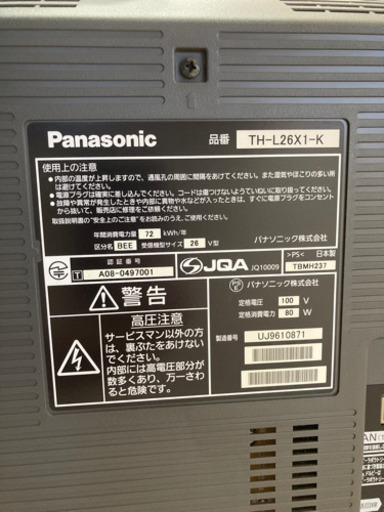 Panasonic 品番 TH-L26X1-K
使用上の注意
•内部の温度が上昇しますので、通風孔の周囲に間隔をあけてください。また湿気やほこりの多い所
は避けてください。
•電源プラグは確実に差し込んでください。コードは傷つけないようていねいに取り扱ってください。
•故障や異常が発生したときや内部に異物や水などが入ったときは、すぐに電源プラグをコンセント
から抜いて、販売店に修理をご依頼ください。
取扱説明書の"安全上のご注意"をお読みのうえ、ご使用ください。
年間消費電力量 72 kWh/年
区分名 BEE 受信機型サイズ 26 V型
パナソニック株式会社
認証番号
T A08-0497001
JQA JQ10009
<PS> 日本製
TBMH237
警告
高圧注意
サービスマン以外の方
は、裏ぶたをあけない
でください。
内部には高電圧部分が
数多くあり、万一さわ
ると危険です。
パナソニック株式会社
定格電圧 100 V
定格消費電力 80 W
製造番号 UJ9610871